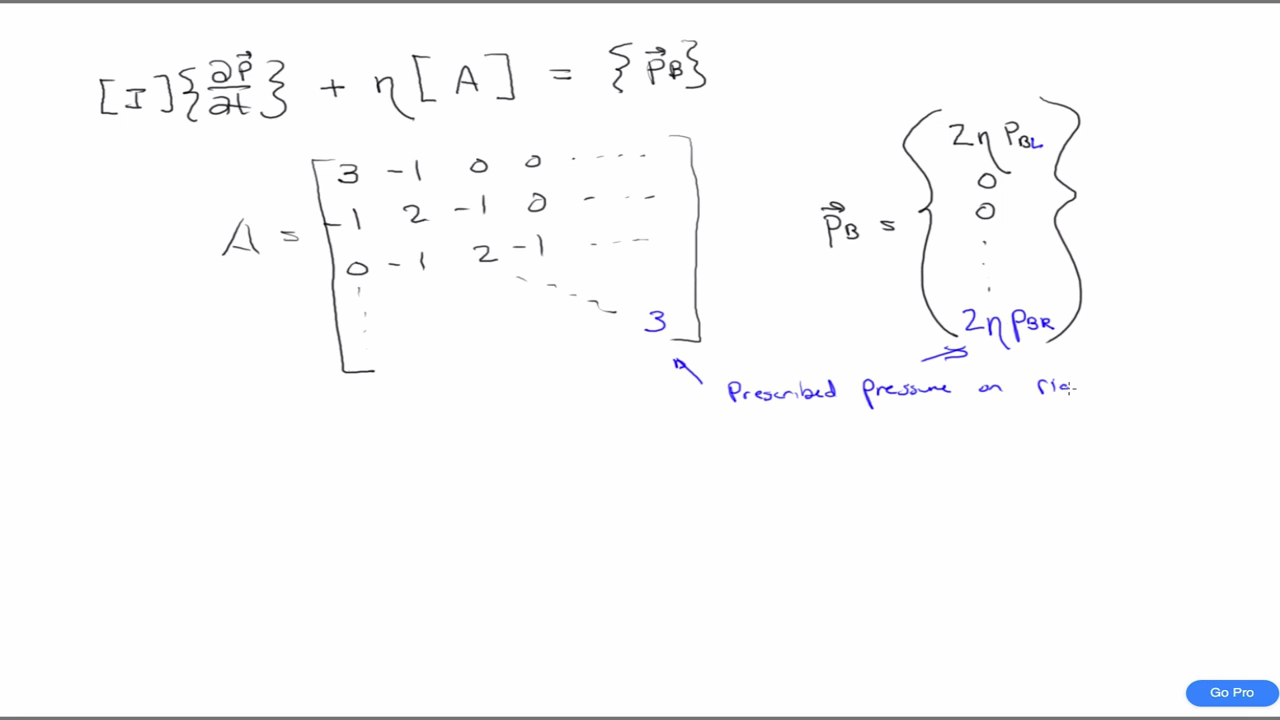 [I]{∂P⃗/∂t} + η[A] = {P⃗B}
A = [3 -1 0 0 ·····
-1 2 -1 0 - - -
0 -1 2 -1 - - -
3]
P⃗B = {2η PBL
0
0
2η PBR}
Prescribed pressure on
Go Pro